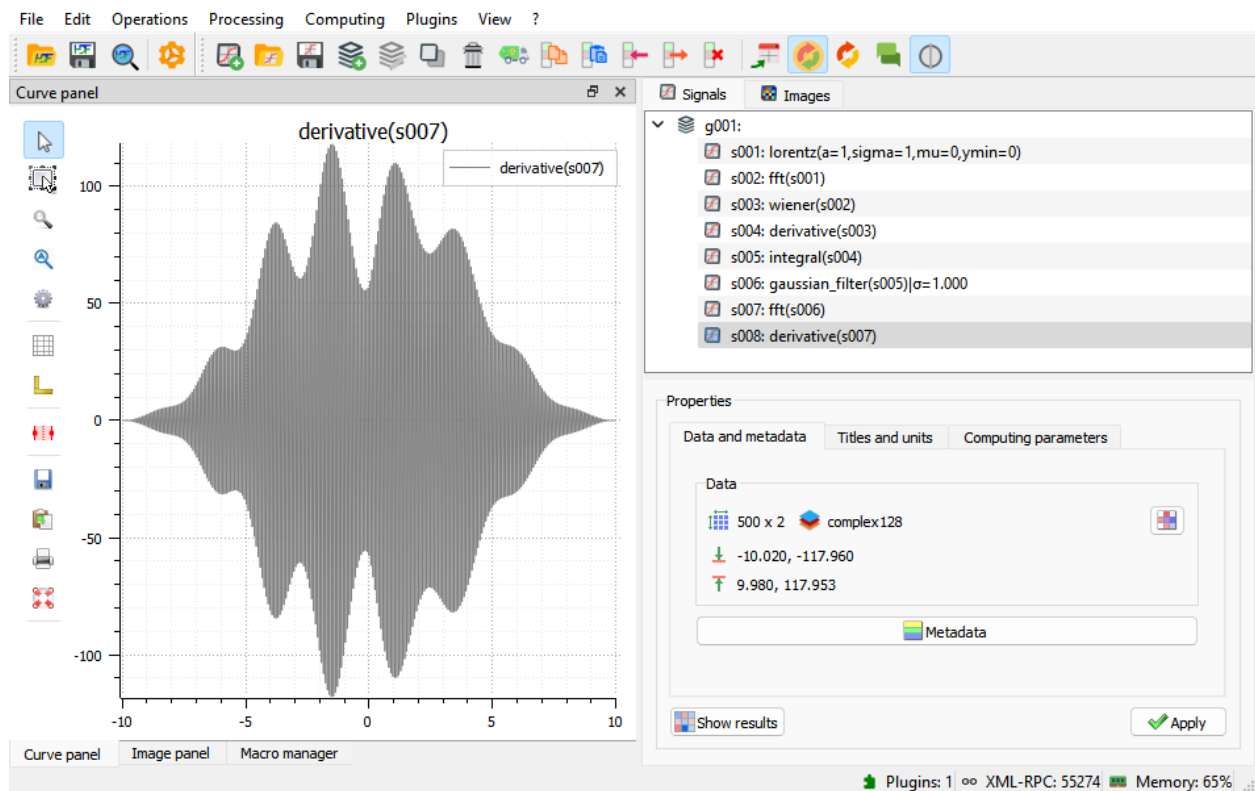 File Edit Operations Processing Computing Plugins View ?
Curve panel
derivative(s007)
derivative(s007)
100
50
0
-50
-100
-10 -5 0 5 10
Curve panel Image panel Macro manager
Signals Images
g001:
s001: lorentz(a=1,sigma=1,mu=0,ymin=0)
s002: fft(s001)
s003: wiener(s002)
s004: derivative(s003)
s005: integral(s004)
s006: gaussian_filter(s005)|σ=1.000
s007: fft(s006)
s008: derivative(s007)
Properties
Data and metadata Titles and units Computing parameters
Data
500 x 2 complex128
-10.020, -117.960
9.980, 117.953
Metadata
Show results Apply
Plugins: 1 XML-RPC: 55274 Memory: 65%